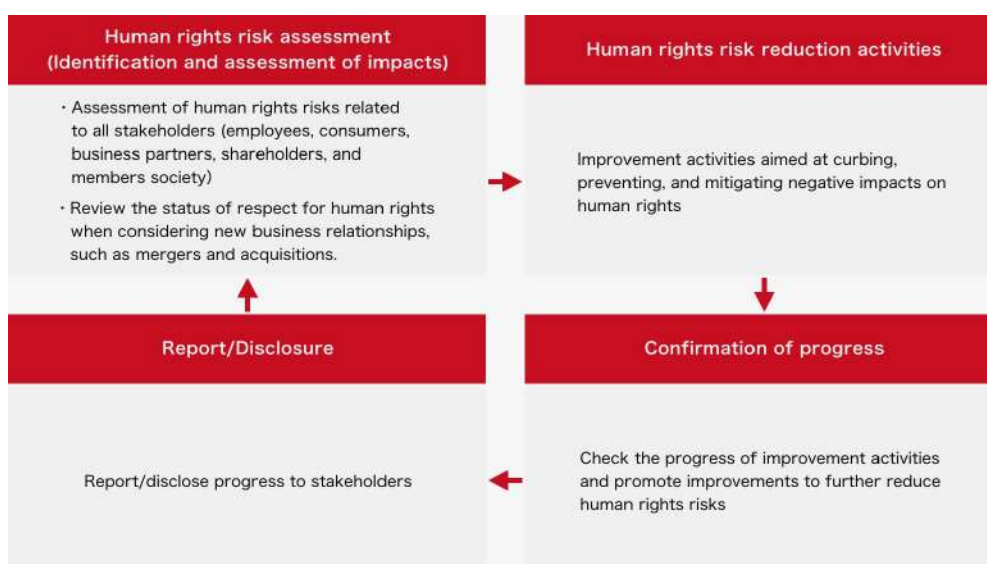 Human rights risk assessment
(Identification and assessment of impacts)
・Assessment of human rights risks related
to all stakeholders (employees, consumers,
business partners, shareholders, and
members society)
・Review the status of respect for human rights
when considering new business relationships,
such as mergers and acquisitions.
Human rights risk reduction activities
Improvement activities aimed at curbing,
preventing, and mitigating negative impacts on
human rights
Confirmation of progress
Check the progress of improvement activities
and promote improvements to further reduce
human rights risks
Report/Disclosure
Report/disclose progress to stakeholders